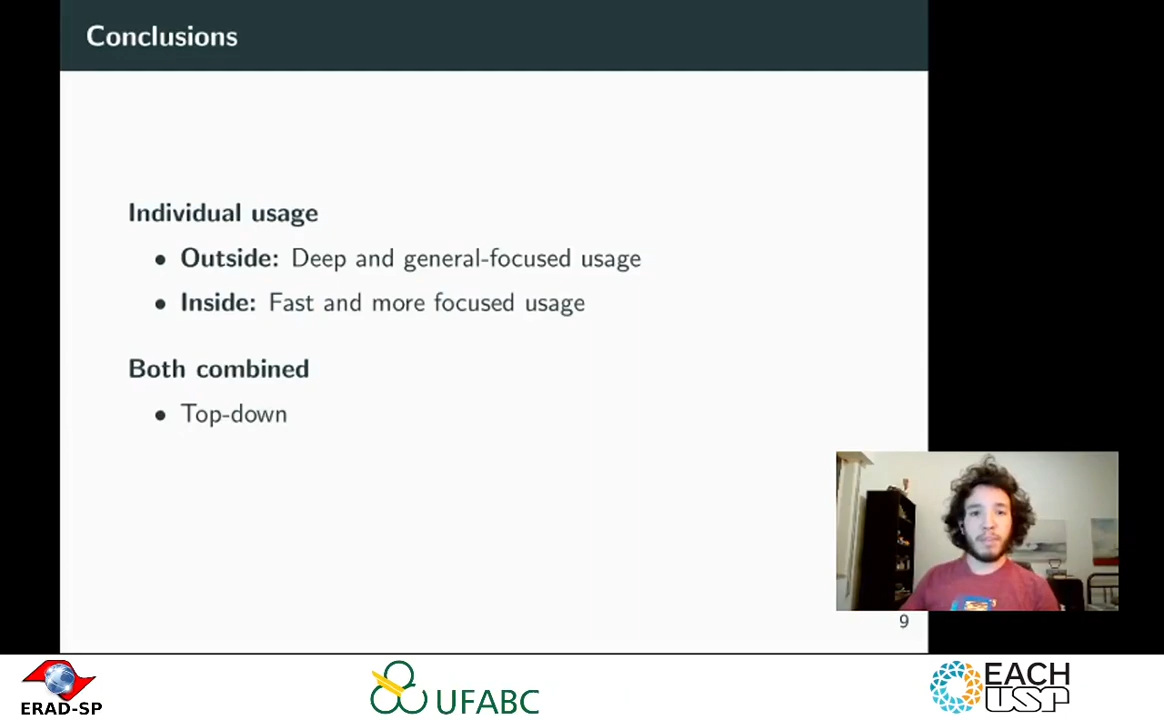 Conclusions
Individual usage
• Outside: Deep and general-focused usage
• Inside: Fast and more focused usage
Both combined
• Top-down
9
ERAD-SP
UFABC
EACH
USP